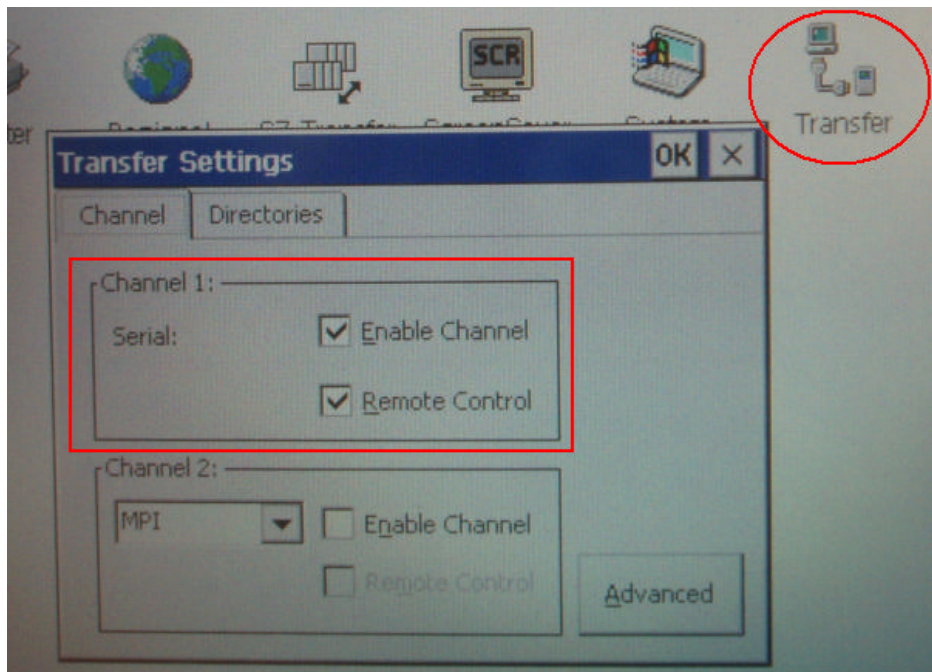 SCR
Transfer
Transfer Settings
OK
Channel
Directories
Channel 1:
Serial:
Enable Channel
Remote Control
Channel 2:
MPI
Enable Channel
Remote Control
Advanced